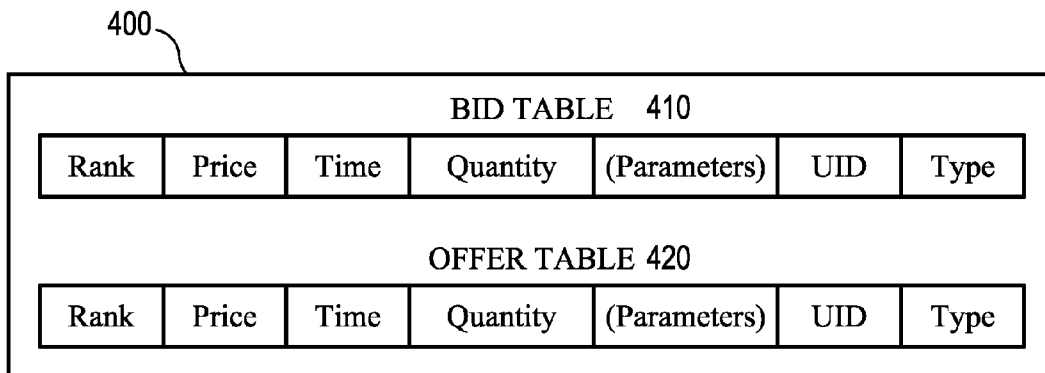 400
BID TABLE 410
Rank Price Time Quantity (Parameters) UID Type
OFFER TABLE 420
Rank Price Time Quantity (Parameters) UID Type